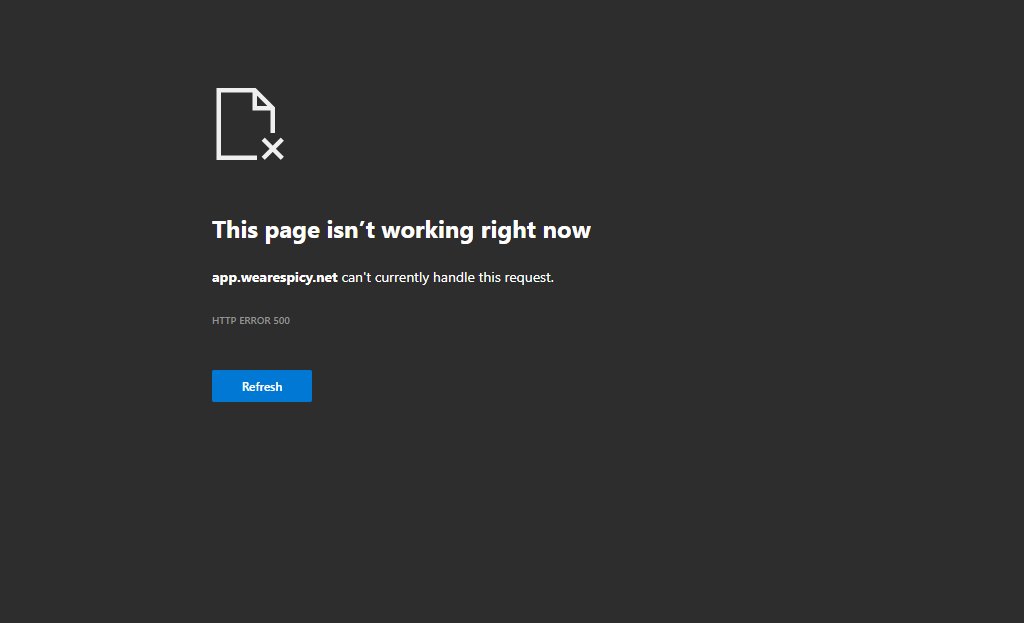 This page isn’t working right now
app.wearespicy.net can't currently handle this request.
HTTP ERROR 500
Refresh